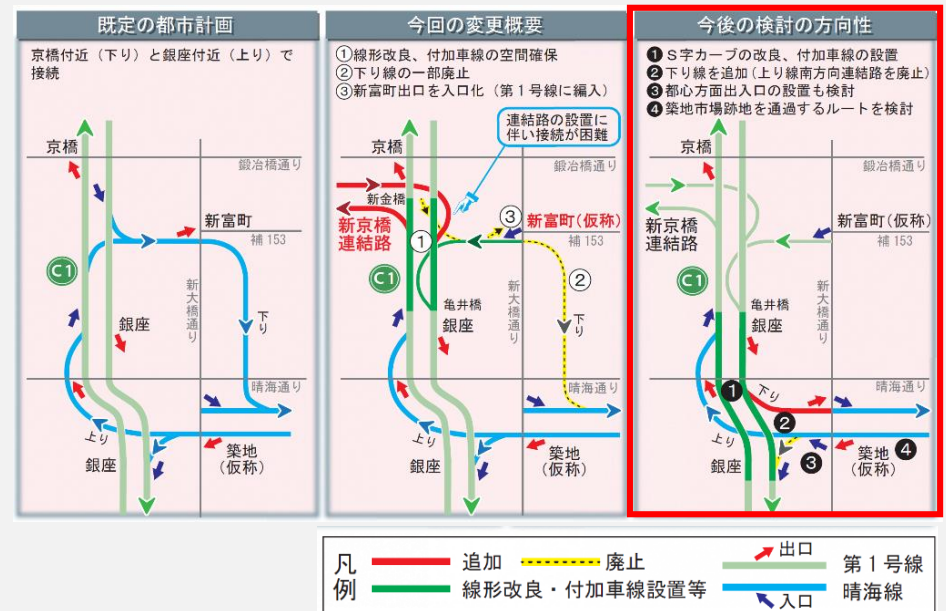 既定の都市計画
京橋付近（下り）と銀座付近（上り）で
接続
京橋
鍛冶橋通り
新富町
補 153
C1
新大橋通り
銀座
下り
晴海通り
上り
銀座
築地
（仮称）
今回の変更概要
①線形改良、付加車線の空間確保
②下り線の一部廃止
③新富町出口を入口化（第１号線に編入）
連結路の設置に
伴い接続が困難
京橋
鍛冶橋通り
新金橋
③
新富町(仮称)
新京橋
連結路
①
補 153
②
C1
新大橋通り
亀井橋
銀座
下り
晴海通り
上り
銀座
築地
（仮称）
今後の検討の方向性
❶Ｓ字カーブの改良、付加車線の設置
❷下り線を追加（上り線南方向連結路を廃止）
❸都心方面出入口の設置も検討
❹築地市場跡地を通過するルートを検討
京橋
鍛冶橋通り
新京橋
連結路
新富町(仮称)
補 153
C1
新大橋通り
亀井橋
銀座
晴海通り
❶
下り
❷
上り
銀座
❸
築地
（仮称）
❹
凡例
追加
廃止
出口
第１号線
線形改良・付加車線設置等
入口
晴海線